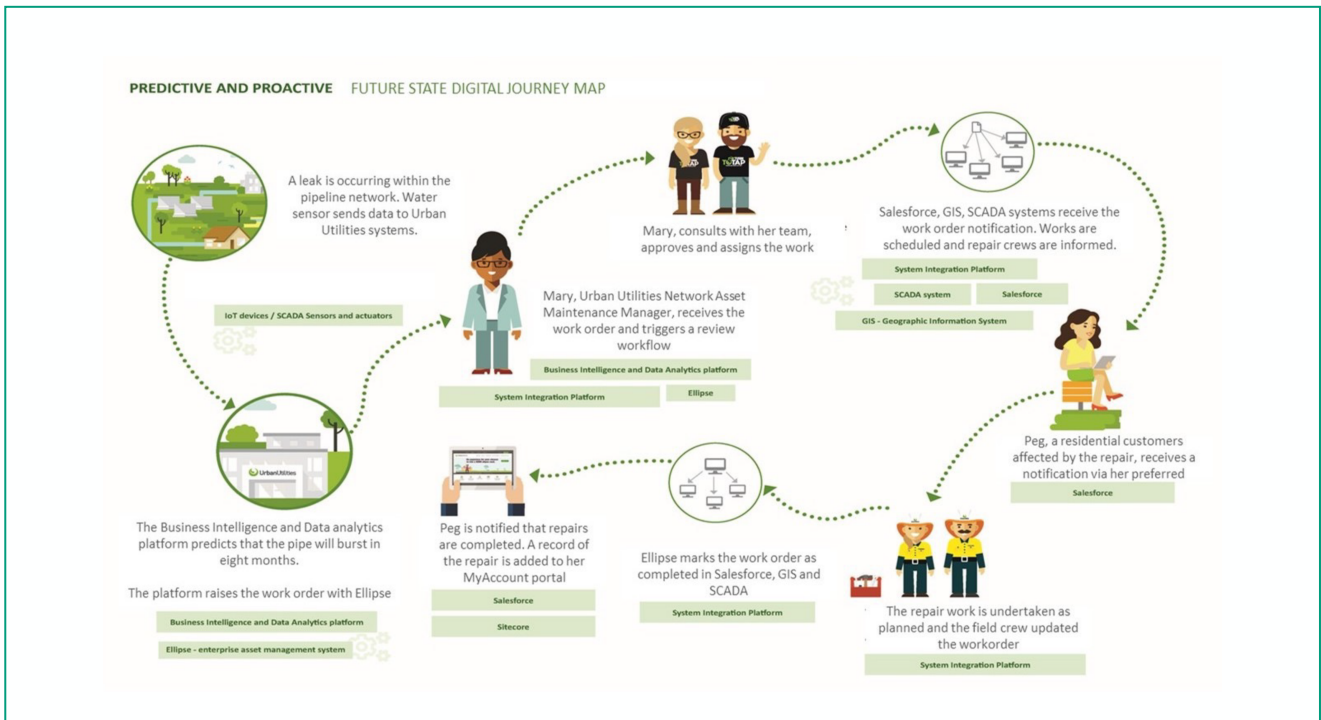 PREDICTIVE AND PROACTIVE FUTURE STATE DIGITAL JOURNEY MAP
A leak is occurring within the
pipeline network. Water
sensor sends data to Urban
Utilities systems.
IoT devices / SCADA Sensors and actuators
UrbanUtilities
The Business Intelligence and Data analytics
platform predicts that the pipe will burst in
eight months.
The platform raises the work order with Ellipse
Business Intelligence and Data Analytics platform
Ellipse - enterprise asset management system
Mary, Urban Utilities Network Asset
Maintenance Manager, receives the
work order and triggers a review
workflow
Business Intelligence and Data Analytics platform
System Integration Platform
Ellipse
Mary, consults with her team,
approves and assigns the work
Salesforce, GIS, SCADA systems receive the
work order notification. Works are
scheduled and repair crews are informed.
System Integration Platform
SCADA system
Salesforce
GIS - Geographic Information System
Peg, a residential customers
affected by the repair, receives a
notification via her preferred
Salesforce
The repair work is undertaken as
planned and the field crew updated
the workorder
System Integration Platform
Ellipse marks the work order as
completed in Salesforce, GIS and
SCADA
System Integration Platform
Peg is notified that repairs
are completed. A record of
the repair is added to her
MyAccount portal
Salesforce
Sitecore